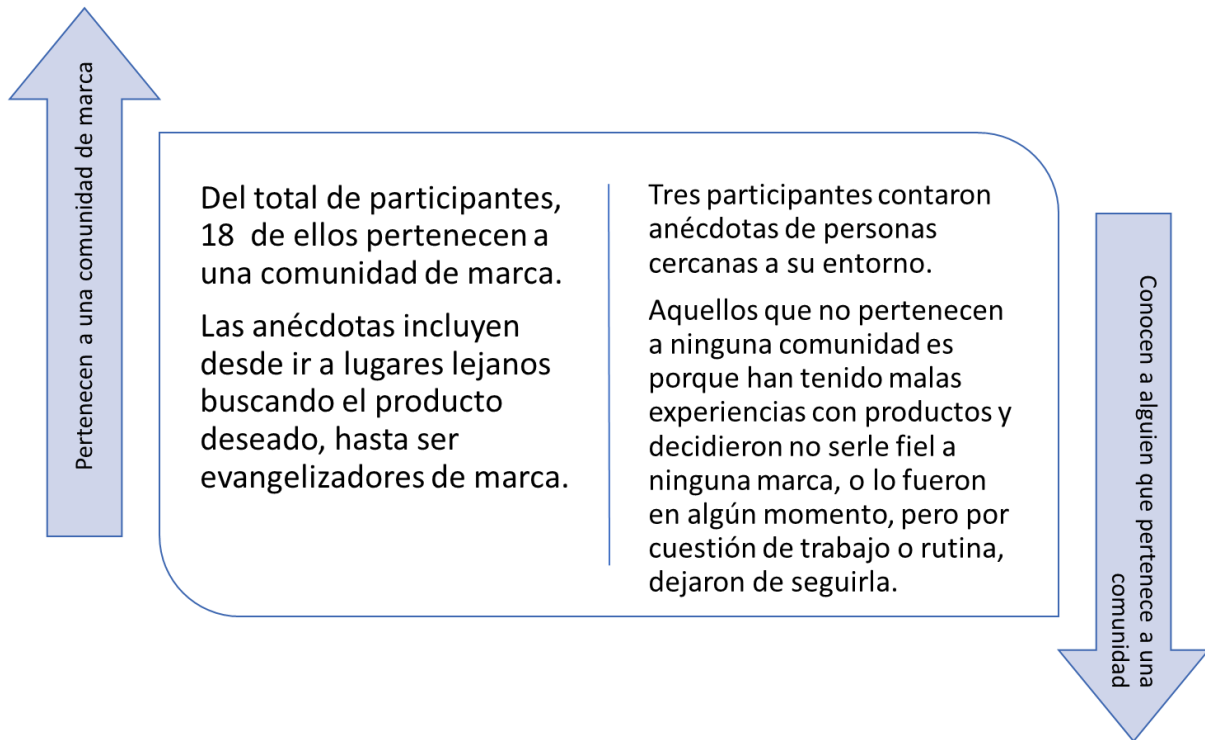 Pertenecen a una comunidad de marca
Del total de participantes,
18 de ellos pertenecen a
una comunidad de marca.
Las anécdotas incluyen
desde ir a lugares lejanos
buscando el producto
deseado, hasta ser
evangelizadores de marca.
Tres participantes contaron
anécdotas de personas
cercanas a su entorno.
Aquellos que no pertenecen
a ninguna comunidad es
porque han tenido malas
experiencias con productos y
decidieron no serle fiel a
ninguna marca, o lo fueron
en algún momento, pero por
cuestión de trabajo o rutina,
dejaron de seguirla.
Conocen a alguien que pertenece a una
comunidad